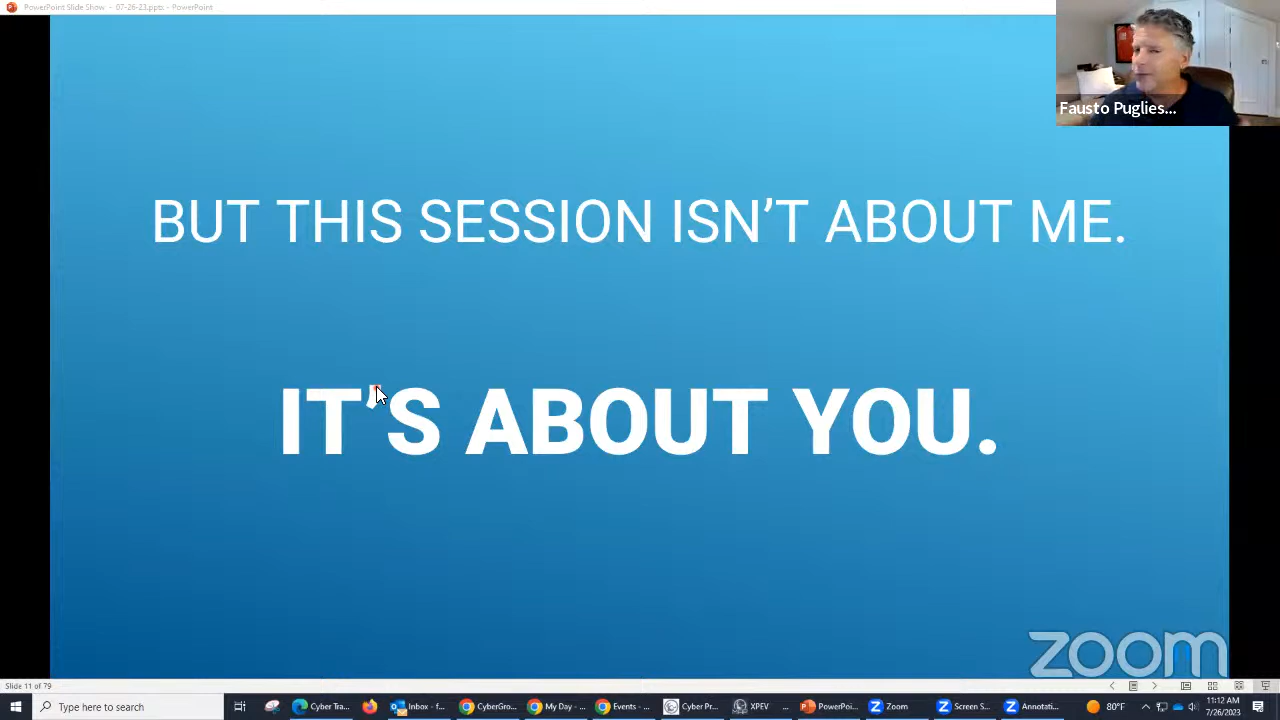 PowerPoint Slide Show - 07-26-23.pptx - PowerPoint
Fausto Puglies...
BUT THIS SESSION ISN’T ABOUT ME.
IT’S ABOUT YOU.
zoom
Slide 11 of 79
Type here to search
Cyber Tra...
Inbox - f...
CyberGro...
My Day - ...
Events - ...
Cyber Pr...
XPEV ...
PowerPoi...
Zoom
Screen S...
Annotati...
80°F
11:12 AM
7/26/2023